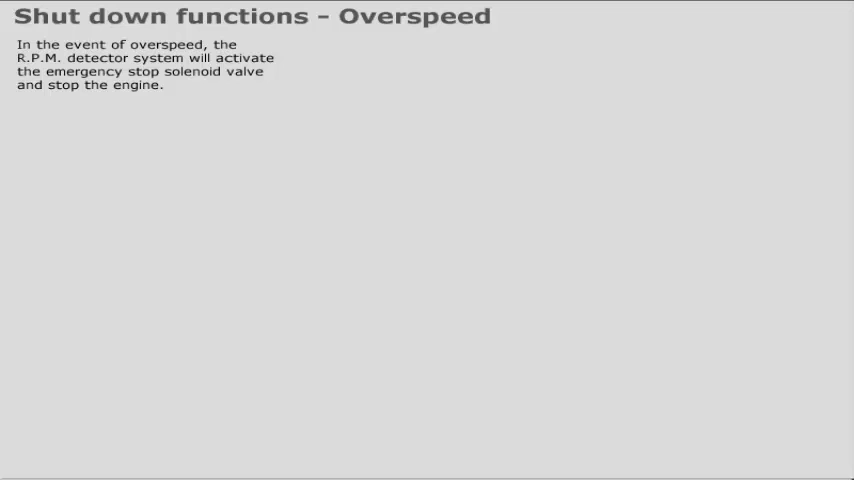 Shut down functions - Overspeed
In the event of overspeed, the
R.P.M. detector system will activate
the emergency stop solenoid valve
and stop the engine.